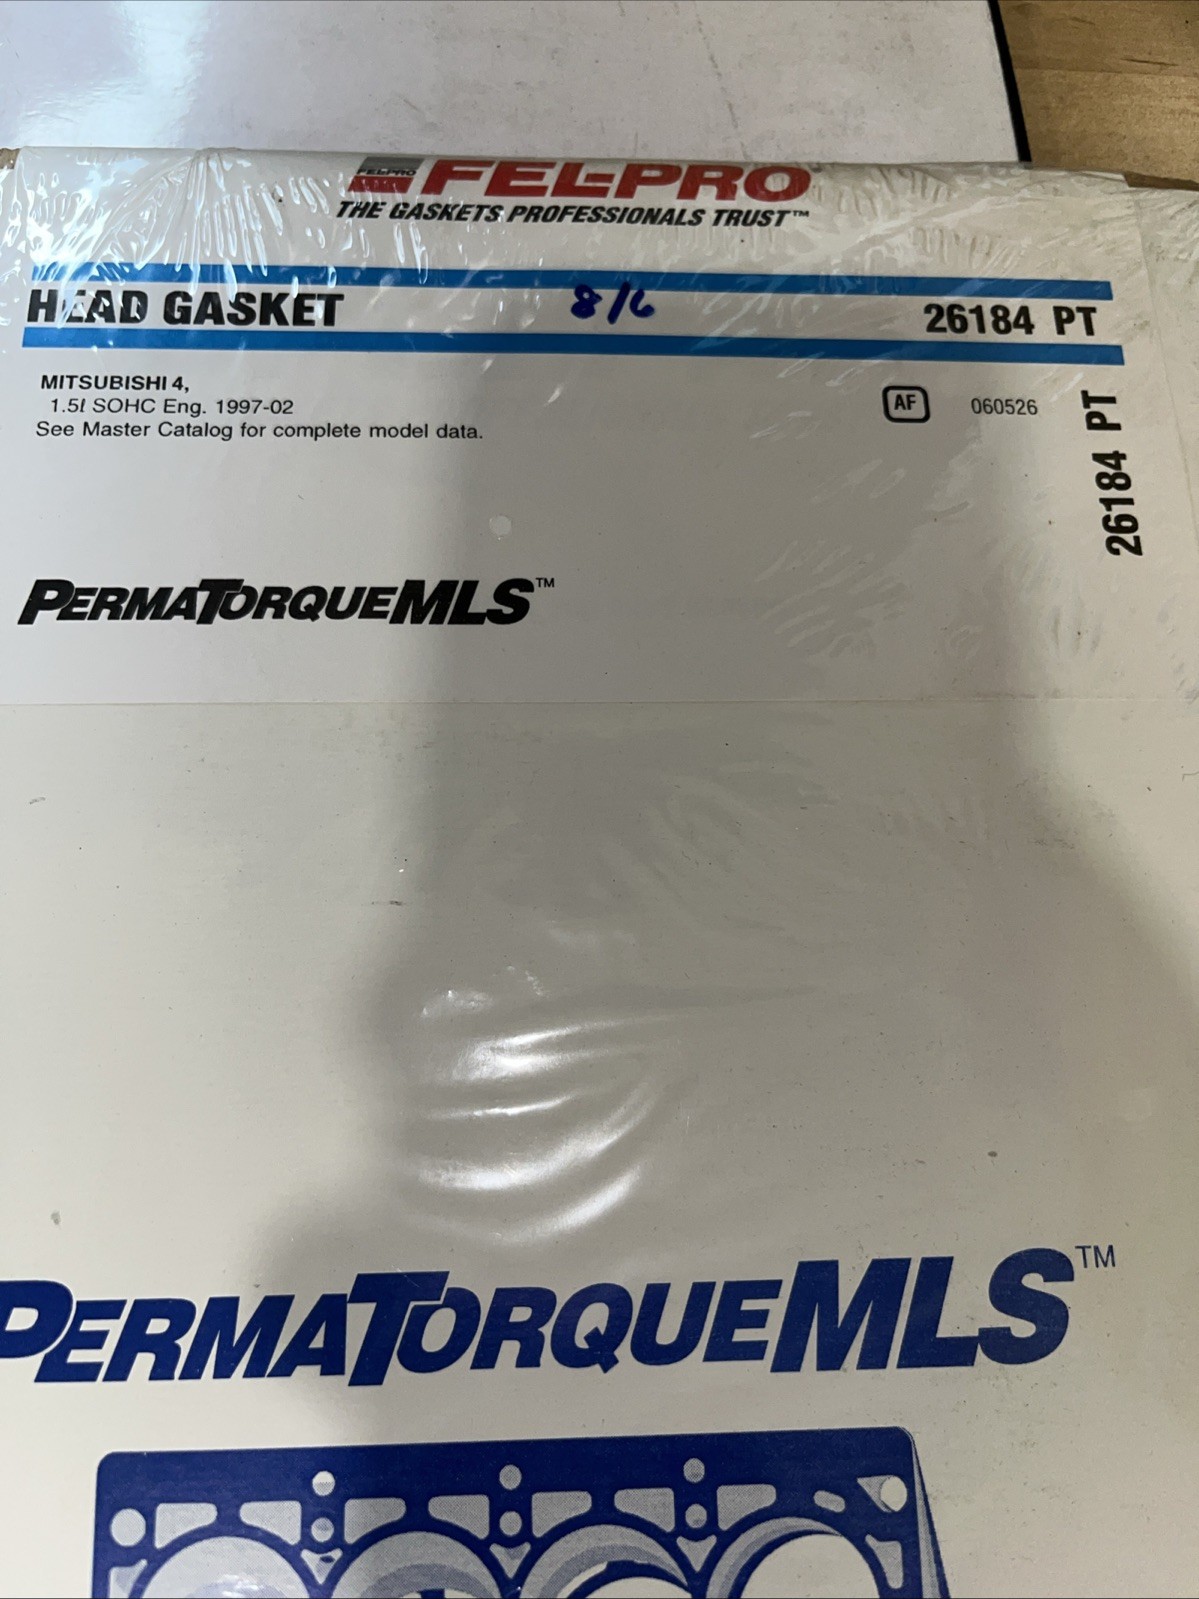 FEL-PRO FEL-PRO
THE GASKETS PROFESSIONALS TRUST™
HEAD GASKET 8/6 26184 PT
MITSUBISHI 4,
1.5l SOHC Eng. 1997-02
See Master Catalog for complete model data.
AF 060526
26184 PT
PERMATORQUEMLS™
PERMATORQUEMLS™